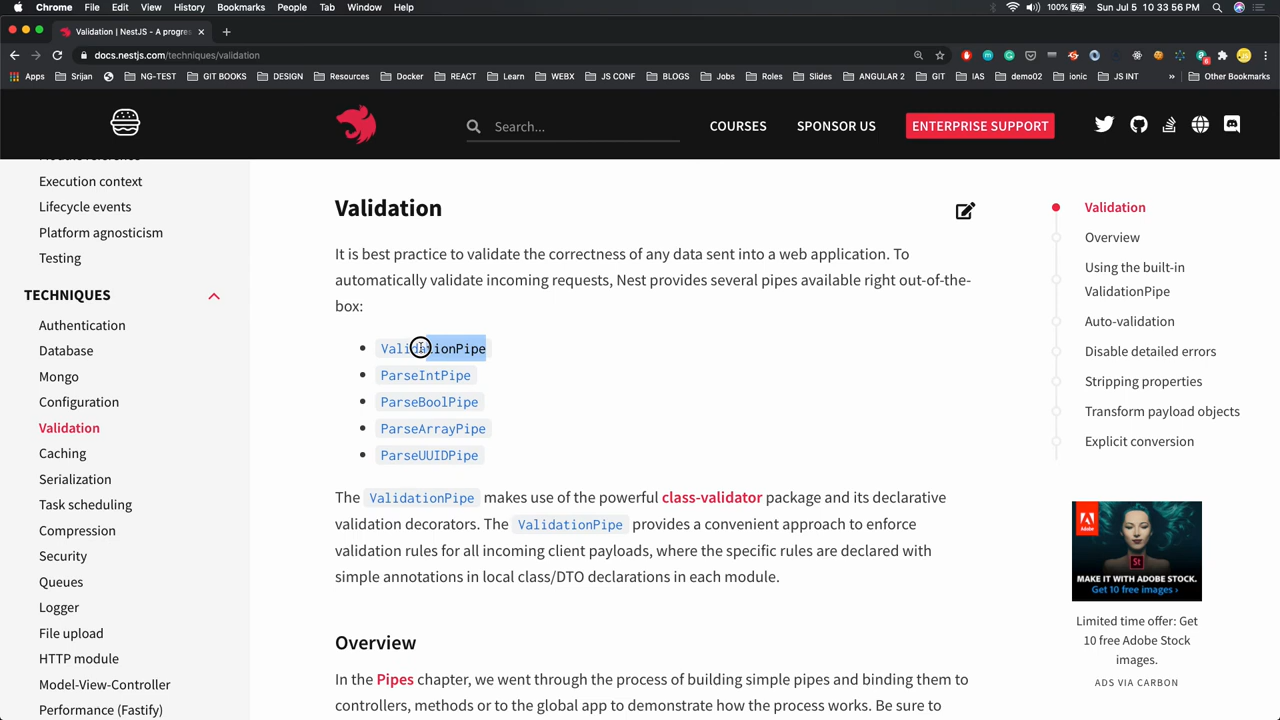 Chrome File Edit View History Bookmarks People Tab Window Help 100% Sun Jul 5 10:33:56 PM
Validation | NestJS - A progres
docs.nestjs.com/techniques/validation
Apps Srijan NG-TEST GIT BOOKS DESIGN Resources Docker ET Learn WEBX JS CONF BLOGS Jobs Roles Slides ANGULAR 2 GIT IAS demo02 ionic JS INT » Other Bookmarks
Search... COURSES SPONSOR US ENTERPRISE SUPPORT
Module reference
Execution context
Lifecycle events
Platform agnosticism
Testing
TECHNIQUES
Authentication
Database
Mongo
Configuration
Validation
Caching
Serialization
Task scheduling
Compression
Security
Queues
Logger
File upload
HTTP module
Model-View-Controller
Performance (Fastify)
Validation
It is best practice to validate the correctness of any data sent into a web application. To
automatically validate incoming requests, Nest provides several pipes available right out-of-the-
box:
ValidationPipe
ParseIntPipe
ParseBoolPipe
ParseArrayPipe
ParseUUIDPipe
The ValidationPipe makes use of the powerful class-validator package and its declarative
validation decorators. The ValidationPipe provides a convenient approach to enforce
validation rules for all incoming client payloads, where the specific rules are declared with
simple annotations in local class/DTO declarations in each module.
Overview
In the Pipes chapter, we went through the process of building simple pipes and binding them to
controllers, methods or to the global app to demonstrate how the process works. Be sure to
Validation
Overview
Using the built-in
ValidationPipe
Auto-validation
Disable detailed errors
Stripping properties
Transform payload objects
Explicit conversion
Adobe
St
MAKE IT WITH ADOBE STOCK.
Get 10 free images ›
Limited time offer: Get
10 free Adobe Stock
images.
ADS VIA CARBON